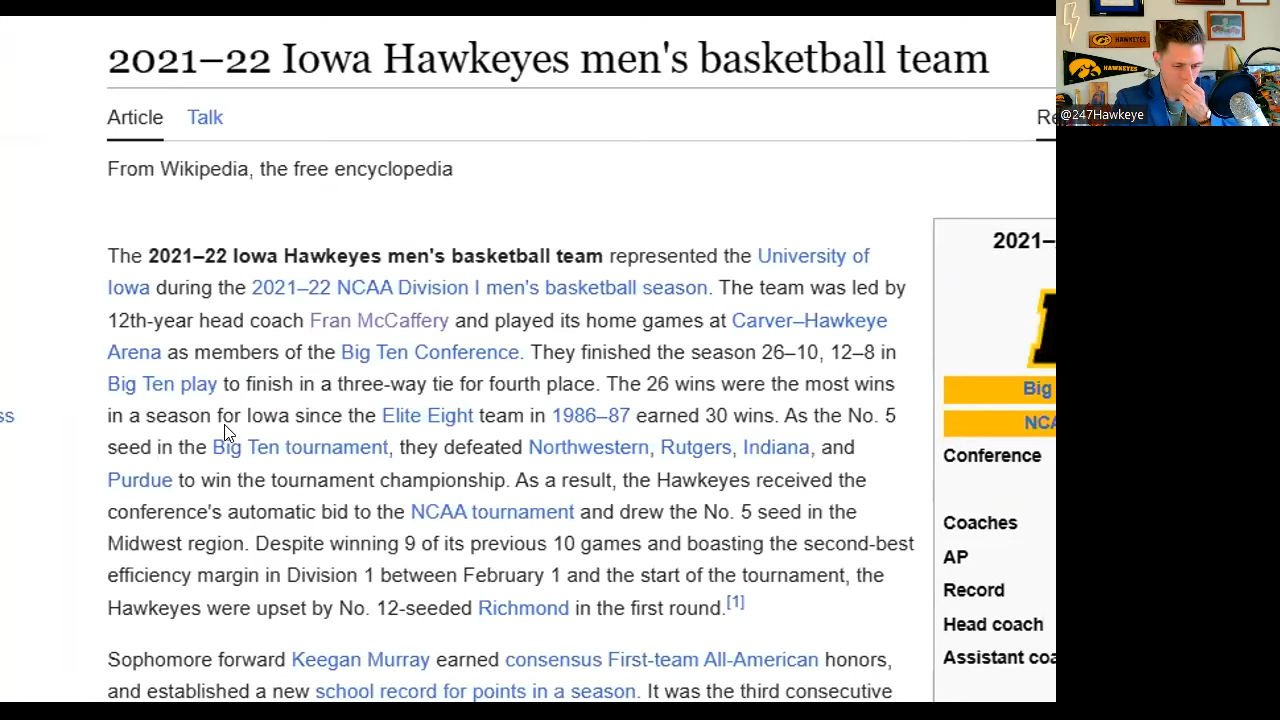 2021–22 Iowa Hawkeyes men's basketball team
HAWKEYES
HAWKEYES
@247Hawkeye
Article Talk
Re
From Wikipedia, the free encyclopedia
The 2021–22 Iowa Hawkeyes men's basketball team represented the University of
Iowa during the 2021–22 NCAA Division I men's basketball season. The team was led by
12th-year head coach Fran McCaffery and played its home games at Carver–Hawkeye
Arena as members of the Big Ten Conference. They finished the season 26–10, 12–8 in
Big Ten play to finish in a three-way tie for fourth place. The 26 wins were the most wins
in a season for Iowa since the Elite Eight team in 1986–87 earned 30 wins. As the No. 5
seed in the Big Ten tournament, they defeated Northwestern, Rutgers, Indiana, and
Purdue to win the tournament championship. As a result, the Hawkeyes received the
conference's automatic bid to the NCAA tournament and drew the No. 5 seed in the
Midwest region. Despite winning 9 of its previous 10 games and boasting the second-best
efficiency margin in Division 1 between February 1 and the start of the tournament, the
Hawkeyes were upset by No. 12-seeded Richmond in the first round.[1]
Sophomore forward Keegan Murray earned consensus First-team All-American honors,
and established a new school record for points in a season. It was the third consecutive
ss
2021–
Big
NCA
Conference
Coaches
AP
Record
Head coach
Assistant coa